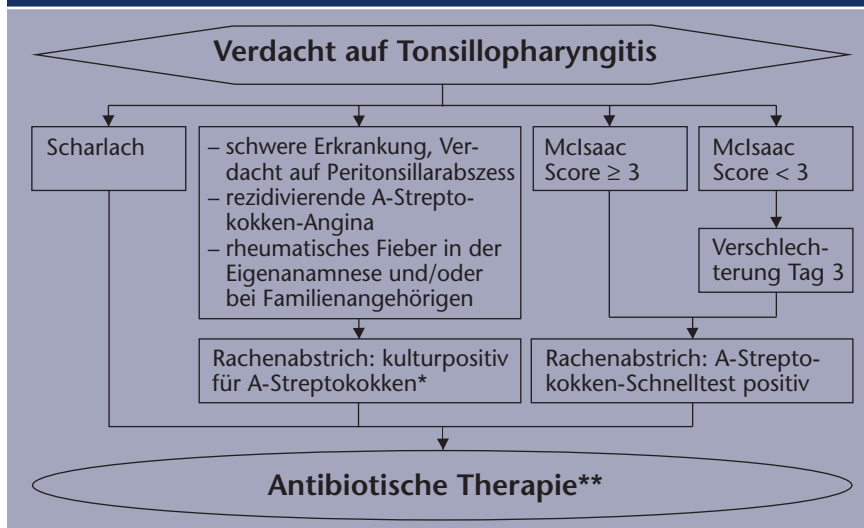 Verdacht auf Tonsillopharyngitis
Scharlach
– schwere Erkrankung, Ver-
dacht auf Peritonsillarabszess
– rezidivierende A-Strepto-
kokken-Angina
– rheumatisches Fieber in der
Eigenanamnese und/oder
bei Familienangehörigen
McIsaac
Score ≥ 3
McIsaac
Score < 3
Verschlech-
terung Tag 3
Rachenabstrich: kulturpositiv
für A-Streptokokken*
Rachenabstrich: A-Strepto-
kokken-Schnelltest positiv
Antibiotische Therapie**